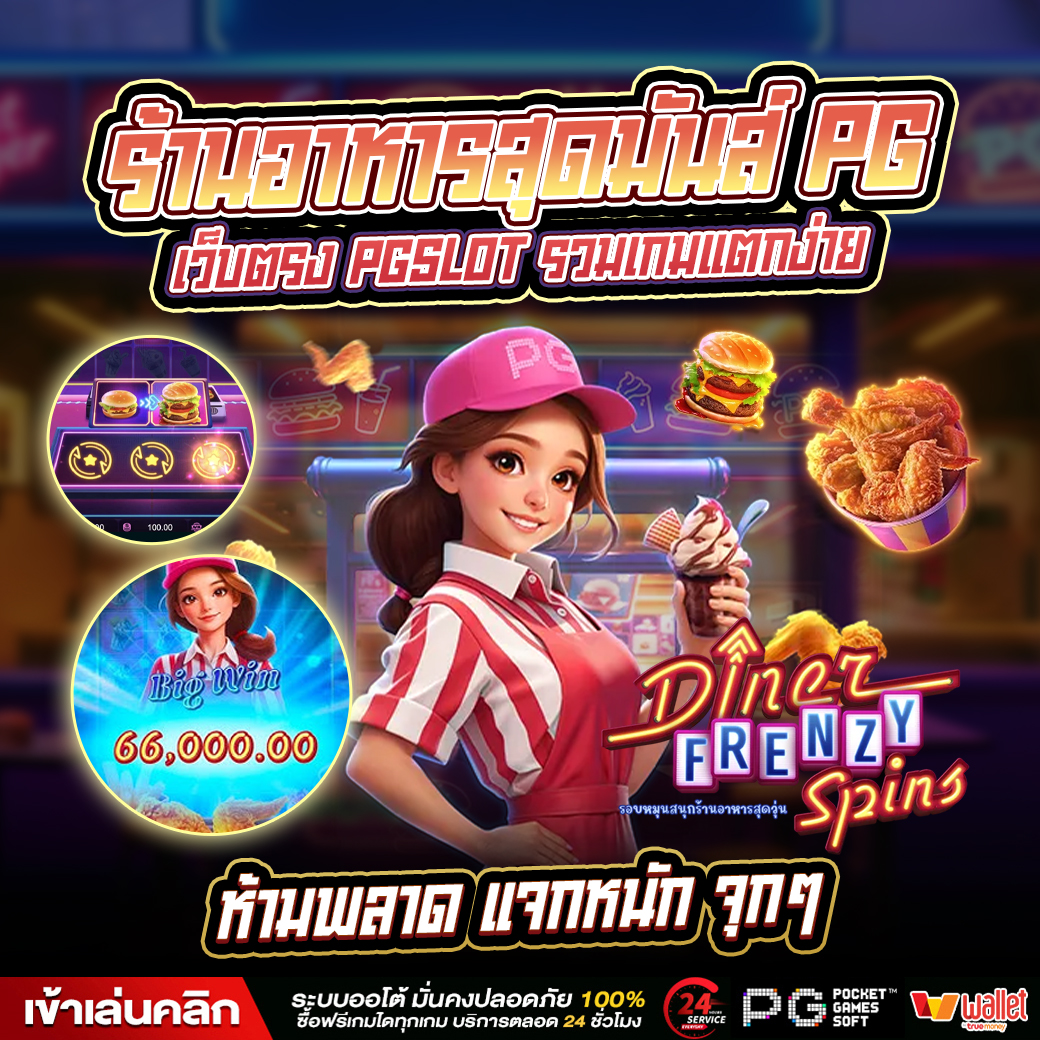 ร้านอาหารสุดมันส์ PG
เว็บตรง PGSLOT รวมเกมแตกง่าย
PG
100.00
Big Win
66,000.00
Diner
FRENZY
Spins
รอบหมุนสนุกร้านอาหารสุดวุ่น
ห้ามพลาด แจกหนัก จุกๆ
เข้าเล่นคลิก
ระบบออโต้ มั่นคงปลอดภัย 100%
ซื้อฟรีเกมได้ทุกเกม บริการตลอด 24 ชั่วโมง
24 HOURS
SERVICE
EVERYDAY
PG POCKET GAMES SOFT™
wallet
by truemoney